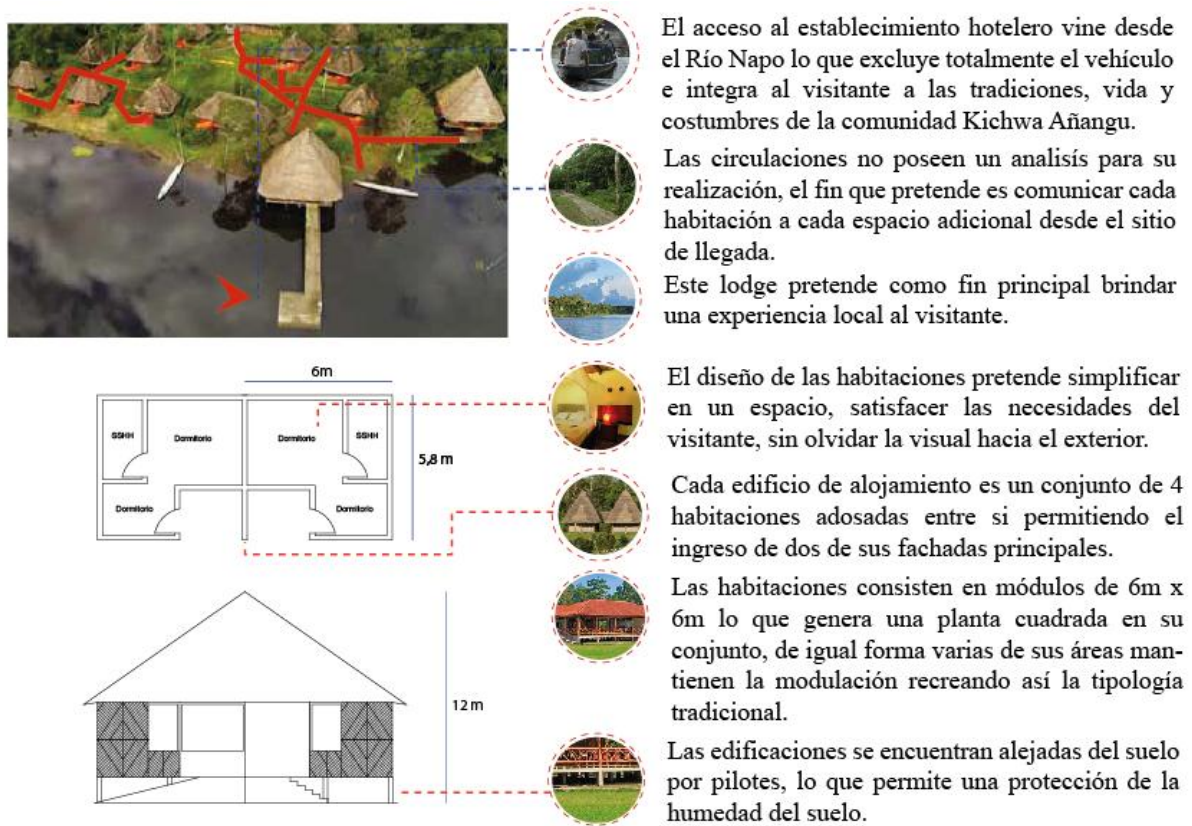 El acceso al establecimiento hotelero vine desde
el Río Napo lo que excluye totalmente el vehículo
e integra al visitante a las tradiciones, vida y
costumbres de la comunidad Kichwa Añangu.
Las circulaciones no poseen un analisís para su
realización, el fin que pretende es comunicar cada
habitación a cada espacio adicional desde el sitio
de llegada.
Este lodge pretende como fin principal brindar
una experiencia local al visitante.
6m
SSHH
Dormitorio
Dormitorio
SSHH
5,8 m
Dormitorio
Dormitorio
El diseño de las habitaciones pretende simplificar
en un espacio, satisfacer las necesidades del
visitante, sin olvidar la visual hacia el exterior.
Cada edificio de alojamiento es un conjunto de 4
habitaciones adosadas entre si permitiendo el
ingreso de dos de sus fachadas principales.
12 m
Las habitaciones consisten en módulos de 6m x
6m lo que genera una planta cuadrada en su
conjunto, de igual forma varias de sus áreas man-
tienen la modulación recreando así la tipología
tradicional.
Las edificaciones se encuentran alejadas del suelo
por pilotes, lo que permite una protección de la
humedad del suelo.